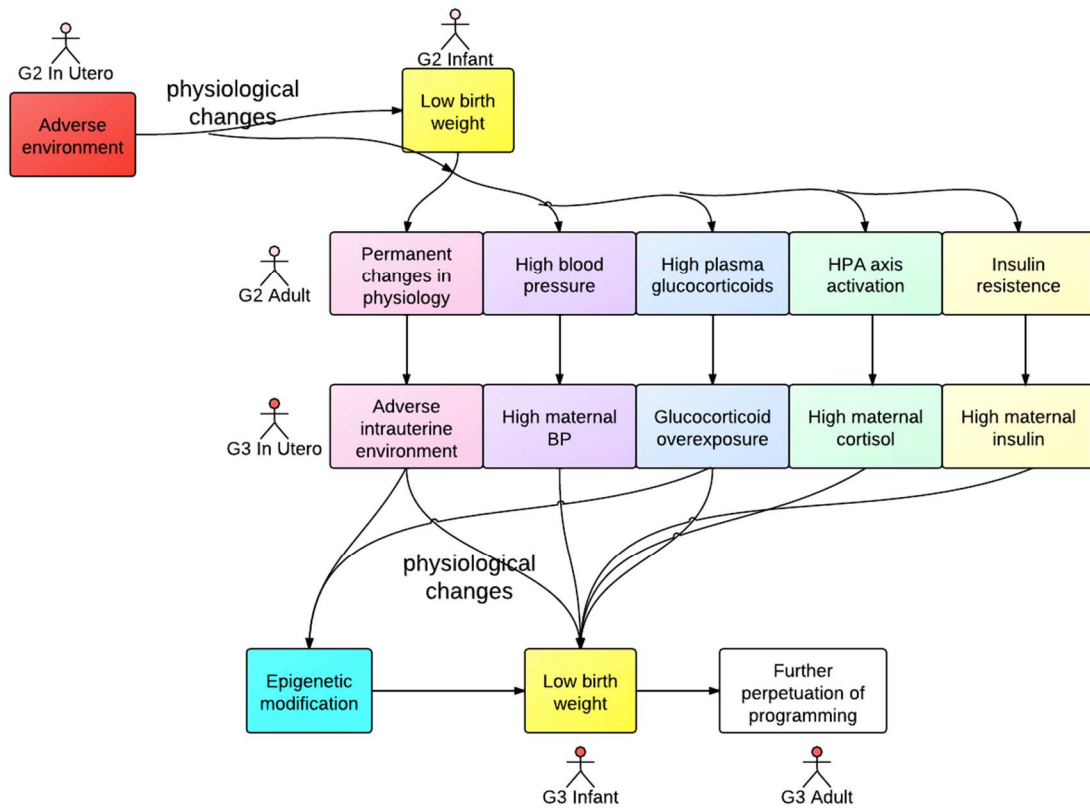 G2 In Utero
G2 Infant
physiological
changes
Adverse
environment
Low birth
weight
G2 Adult
Permanent
changes in
physiology
High blood
pressure
High plasma
glucocorticoids
HPA axis
activation
Insulin
resistence
G3 In Utero
Adverse
intrauterine
environment
High maternal
BP
Glucocorticoid
overexposure
High maternal
cortisol
High maternal
insulin
physiological
changes
Epigenetic
modification
Low birth
weight
Further
perpetuation of
programming
G3 Infant
G3 Adult